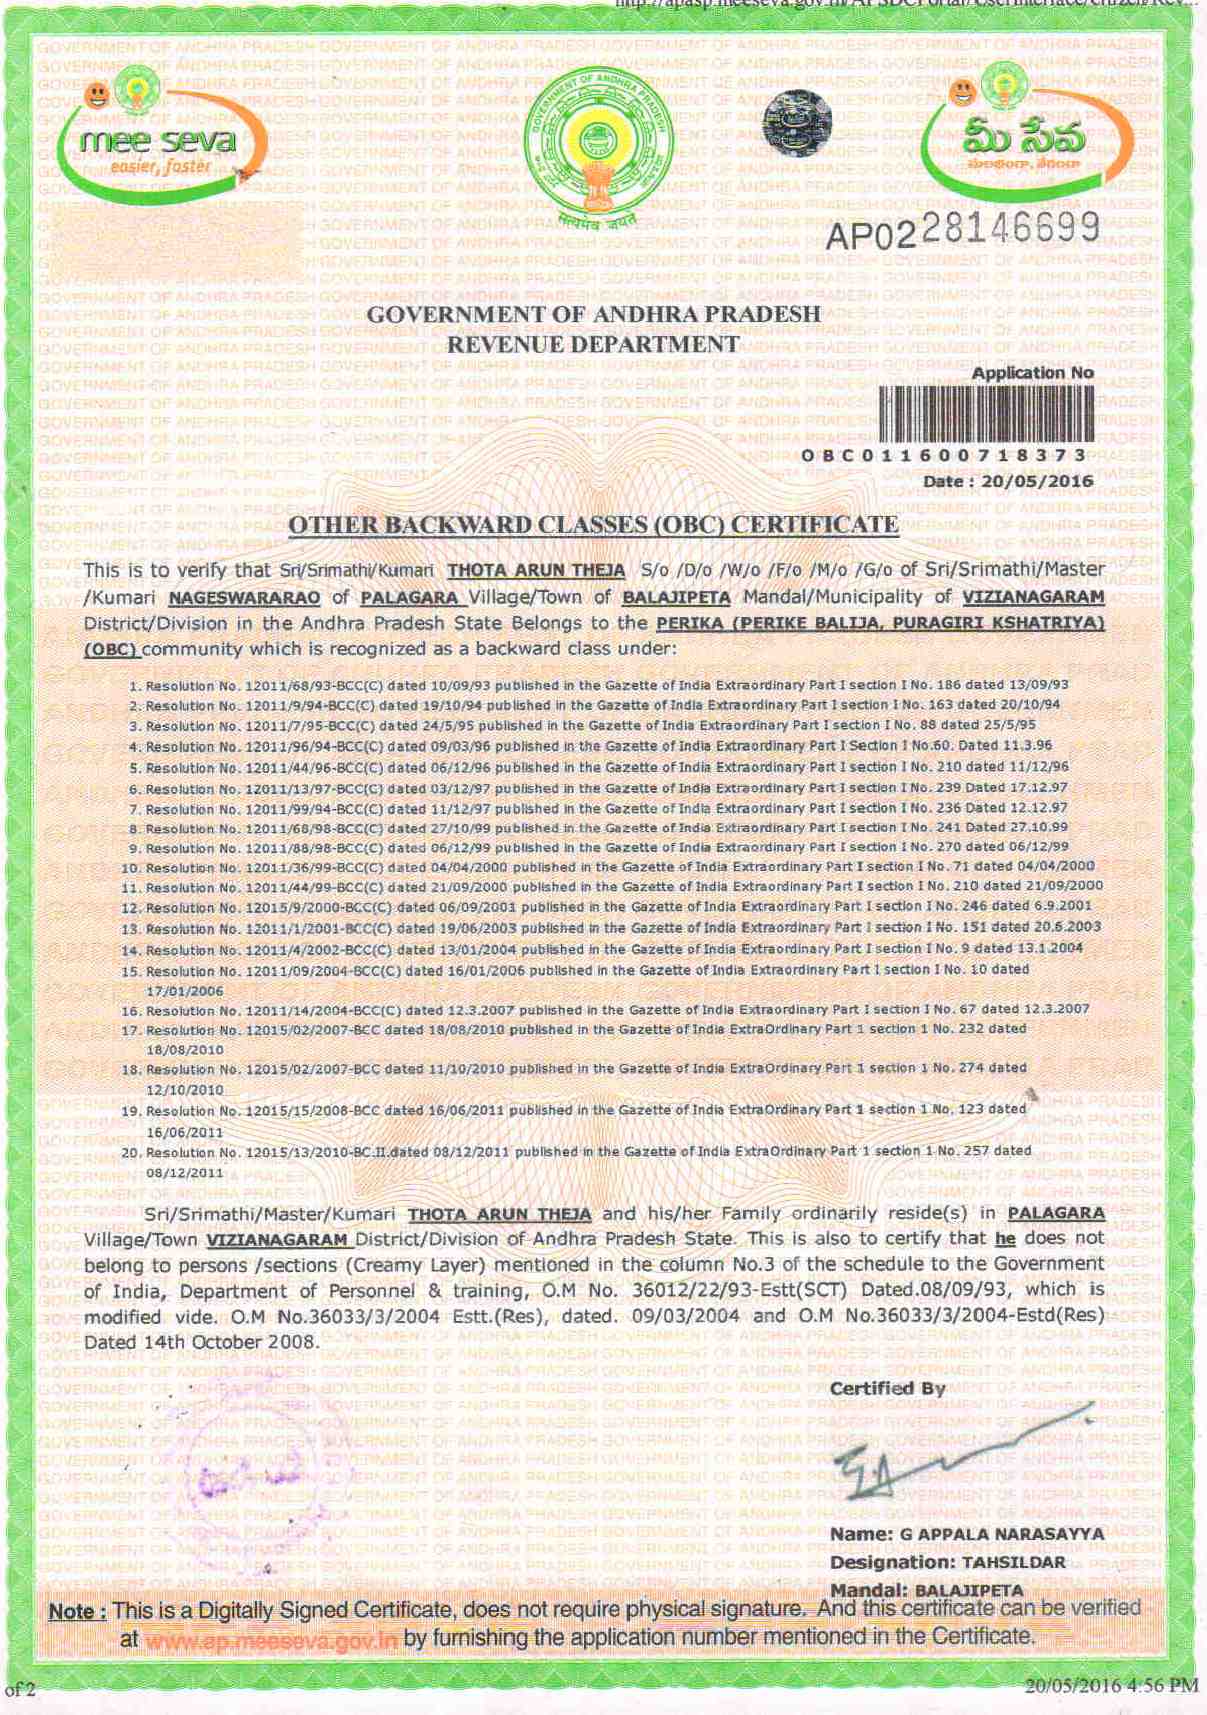 http://apasp.meeseva.gov.in/APSDCPortal/UserInterface/citizen/Rev...
mee seva
easier, faster
GOVERNMENT OF ANDHRA PRADESH
सत्यमेव जयते
మీ సేవ
AP0228146699
GOVERNMENT OF ANDHRA PRADESH
REVENUE DEPARTMENT
Application No
OBC011600718373
Date : 20/05/2016
OTHER BACKWARD CLASSES (OBC) CERTIFICATE
This is to verify that Sri/Srimathi/Kumari THOTA ARUN THEJA S/o /D/o /W/o /F/o /M/o /G/o of Sri/Srimathi/Master
/Kumari NAGESWARARAO of PALAGARA Village/Town of BALAJIPETA Mandal/Municipality of VIZIANAGARAM
District/Division in the Andhra Pradesh State Belongs to the PERIKA (PERIKE BALIJA, PURAGIRI KSHATRIYA)
(OBC) community which is recognized as a backward class under:
1. Resolution No. 12011/68/93-BCC(C) dated 10/09/93 published in the Gazette of India Extraordinary Part I section I No. 186 dated 13/09/93
2. Resolution No. 12011/9/94-BCC(C) dated 19/10/94 published in the Gazette of India Extraordinary Part I section I No. 163 dated 20/10/94
3. Resolution No. 12011/7/95-BCC(C) dated 24/5/95 published in the Gazette of India Extraordinary Part I section I No. 88 dated 25/5/95
4. Resolution No. 12011/96/94-BCC(C) dated 09/03/96 published in the Gazette of India Extraordinary Part I Section I No.60. Dated 11.3.96
5. Resolution No. 12011/44/96-BCC(C) dated 06/12/96 published in the Gazette of India Extraordinary Part I section I No. 210 dated 11/12/96
6. Resolution No. 12011/13/97-BCC(C) dated 03/12/97 published in the Gazette of India Extraordinary Part I section I No. 239 Dated 17.12.97
7. Resolution No. 12011/99/94-BCC(C) dated 11/12/97 published in the Gazette of India Extraordinary Part I section I No. 236 Dated 12.12.97
8. Resolution No. 12011/68/98-BCC(C) dated 27/10/99 published in the Gazette of India Extraordinary Part I section I No. 241 Dated 27.10.99
9. Resolution No. 12011/88/98-BCC(C) dated 06/12/99 published in the Gazette of India Extraordinary Part I section I No. 270 dated 06/12/99
10. Resolution No. 12011/36/99-BCC(C) dated 04/04/2000 published in the Gazette of India Extraordinary Part I section I No. 71 dated 04/04/2000
11. Resolution No. 12011/44/99-BCC(C) dated 21/09/2000 published in the Gazette of India Extraordinary Part I section I No. 210 dated 21/09/2000
12. Resolution No. 12015/9/2000-BCC(C) dated 06/09/2001 published in the Gazette of India Extraordinary Part I section I No. 246 dated 6.9.2001
13. Resolution No. 12011/1/2001-BCC(C) dated 19/06/2003 published in the Gazette of India Extraordinary Part I section I No. 151 dated 20.6.2003
14. Resolution No. 12011/4/2002-BCC(C) dated 13/01/2004 published in the Gazette of India Extraordinary Part I section I No. 9 dated 13.1.2004
15. Resolution No. 12011/09/2004-BCC(C) dated 16/01/2006 published in the Gazette of India Extraordinary Part I section I No. 10 dated
17/01/2006
16. Resolution No. 12011/14/2004-BCC(C) dated 12.3.2007 published in the Gazette of India Extraordinary Part I section I No. 67 dated 12.3.2007
17. Resolution No. 12015/02/2007-BCC dated 18/08/2010 published in the Gazette of India ExtraOrdinary Part 1 section 1 No. 232 dated
18/08/2010
18. Resolution No. 12015/02/2007-BCC dated 11/10/2010 published in the Gazette of India ExtraOrdinary Part 1 section 1 No. 274 dated
12/10/2010
19. Resolution No. 12015/15/2008-BCC dated 16/06/2011 published in the Gazette of India ExtraOrdinary Part 1 section 1 No. 123 dated
16/06/2011
20. Resolution No. 12015/13/2010-BC.II.dated 08/12/2011 published in the Gazette of India ExtraOrdinary Part 1 section 1 No. 257 dated
08/12/2011
Sri/Srimathi/Master/Kumari THOTA ARUN THEJA and his/her Family ordinarily reside(s) in PALAGARA
Village/Town VIZIANAGARAM District/Division of Andhra Pradesh State. This is also to certify that he does not
belong to persons /sections (Creamy Layer) mentioned in the column No.3 of the schedule to the Government
of India, Department of Personnel & training, O.M No. 36012/22/93-Estt(SCT) Dated.08/09/93, which is
modified vide. O.M No.36033/3/2004 Estt.(Res), dated. 09/03/2004 and O.M No.36033/3/2004-Estd(Res)
Dated 14th October 2008.
Certified By
Name: G APPALA NARASAYYA
Designation: TAHSILDAR
Mandal: BALAJIPETA
Note : This is a Digitally Signed Certificate, does not require physical signature. And this certificate can be verified
at www.ap.meeseva.gov.in by furnishing the application number mentioned in the Certificate.
of 2
20/05/2016 4:56 PM